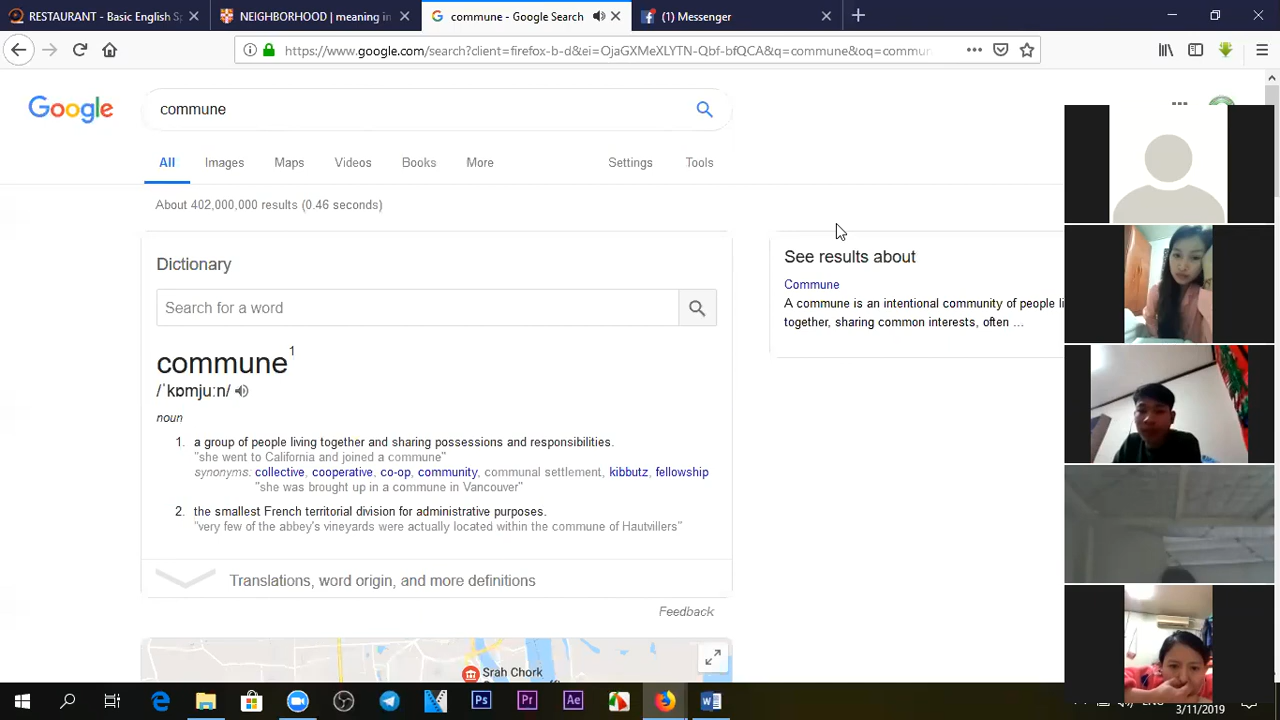 RESTAURANT - Basic English S
NEIGHBORHOOD | meaning in
commune - Google Search
(1) Messenger
https://www.google.com/search?client=firefox-b-d&ei=OjaGXMeXLYTN-Qbf-bfQCA&q=commune&oq=commun
Google
commune
All Images Maps Videos Books More Settings Tools
About 402,000,000 results (0.46 seconds)
Dictionary
Search for a word
commune1
/ˈkɒmjuːn/
noun
1. a group of people living together and sharing possessions and responsibilities.
"she went to California and joined a commune"
synonyms: collective, cooperative, co-op, community, communal settlement, kibbutz, fellowship
"she was brought up in a commune in Vancouver"
2. the smallest French territorial division for administrative purposes.
"very few of the abbey's vineyards were actually located within the commune of Hautvillers"
Translations, word origin, and more definitions
Feedback
Srah Chork
See results about
Commune
A commune is an intentional community of people li
together, sharing common interests, often ...
Ps Pr Ae
ENG
3/11/2019